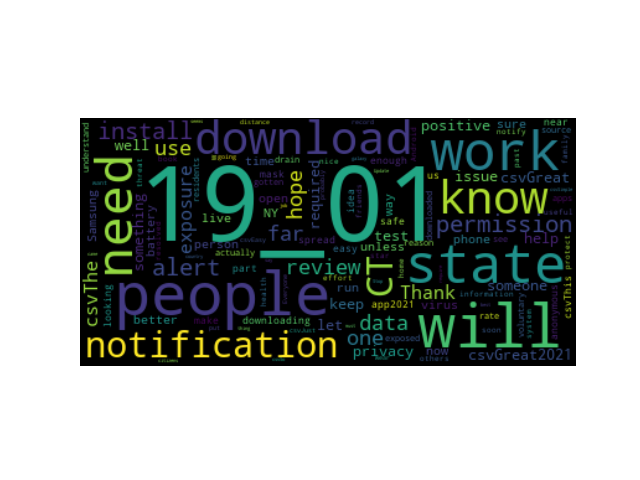 19_01
people
will
state
download
work
need
know
notification
CT
install
hope
data
alert
permission
review
far
use
one
Thank
exposure
test
required
csvThe
csvGreat
csvGreat2021
csvThis
positive
sure
near
source
notify
well
time
drain
nice
enough
mask
gotten
open
NY
live
idea
friends
way
safe
unless
us
issue
downloaded
past
family
useful
apps
help
phone
see
reason
someone
protect
home
star
information
app2021
effort
run
keep
let
now
others
exposed
privacy
rate
soon
system
voluntary
anonymous
virus
health
spread
easy
actually
part
person
residents
battery
something
threat
Samsung
looking
better
make
downloading
understand
distance
record
Android
going